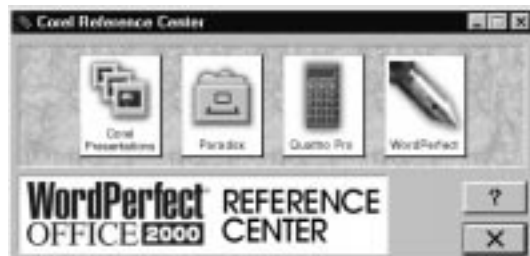 Corel Reference Center
Corel Presentations
Paradox
Quattro Pro
WordPerfect
WordPerfect OFFICE 2000
REFERENCE CENTER
?